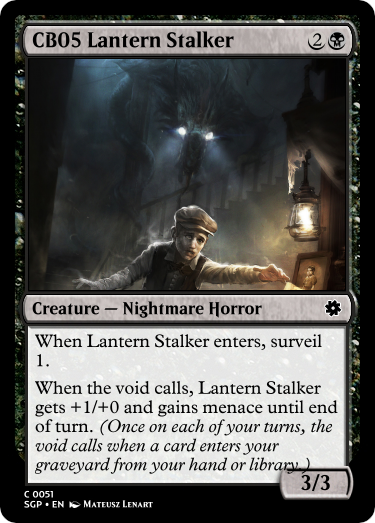 CB05 Lantern Stalker 2
Creature — Nightmare Horror
When Lantern Stalker enters, surveil
1.
When the void calls, Lantern Stalker
gets +1/+0 and gains menace until end
of turn. (Once on each of your turns, the
void calls when a card enters your
graveyard from your hand or library.)
3/3
C 0051
SGP • EN Mateusz Lenart